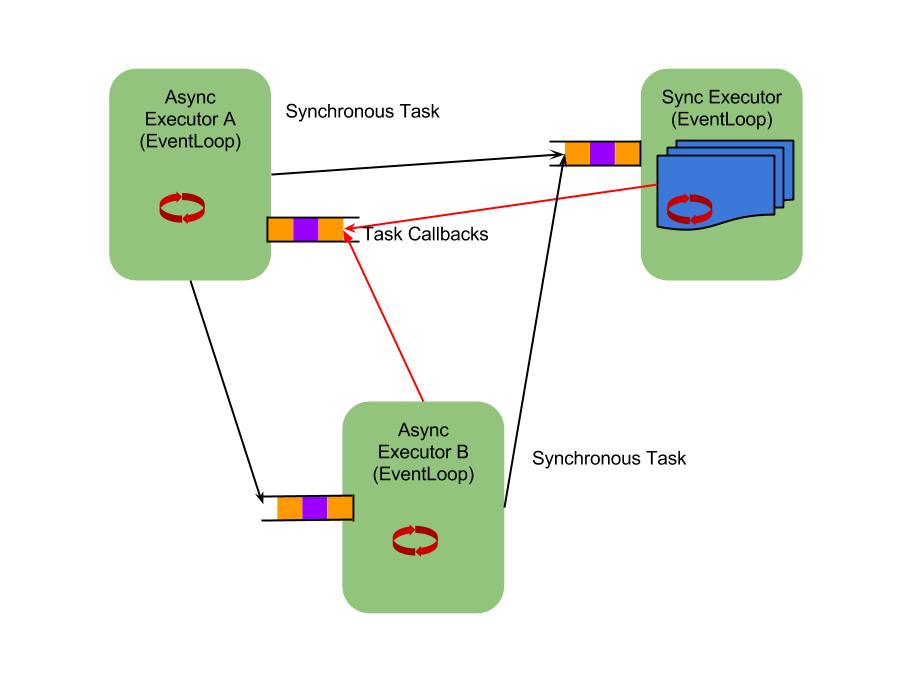 Async
Executor A
(EventLoop)
Synchronous Task
Sync Executor
(EventLoop)
Task Callbacks
Async
Executor B
(EventLoop)
Synchronous Task